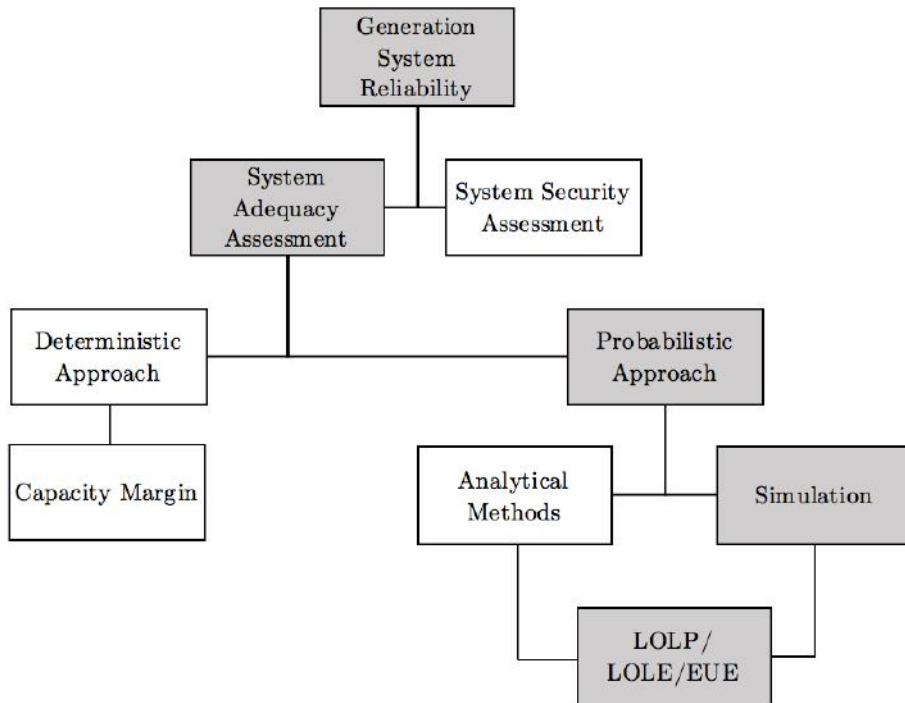 Generation
System
Reliability
System
Adequacy
Assessment
System Security
Assessment
Deterministic
Approach
Probabilistic
Approach
Capacity Margin
Analytical
Methods
Simulation
LOLP/
LOLE/EUE